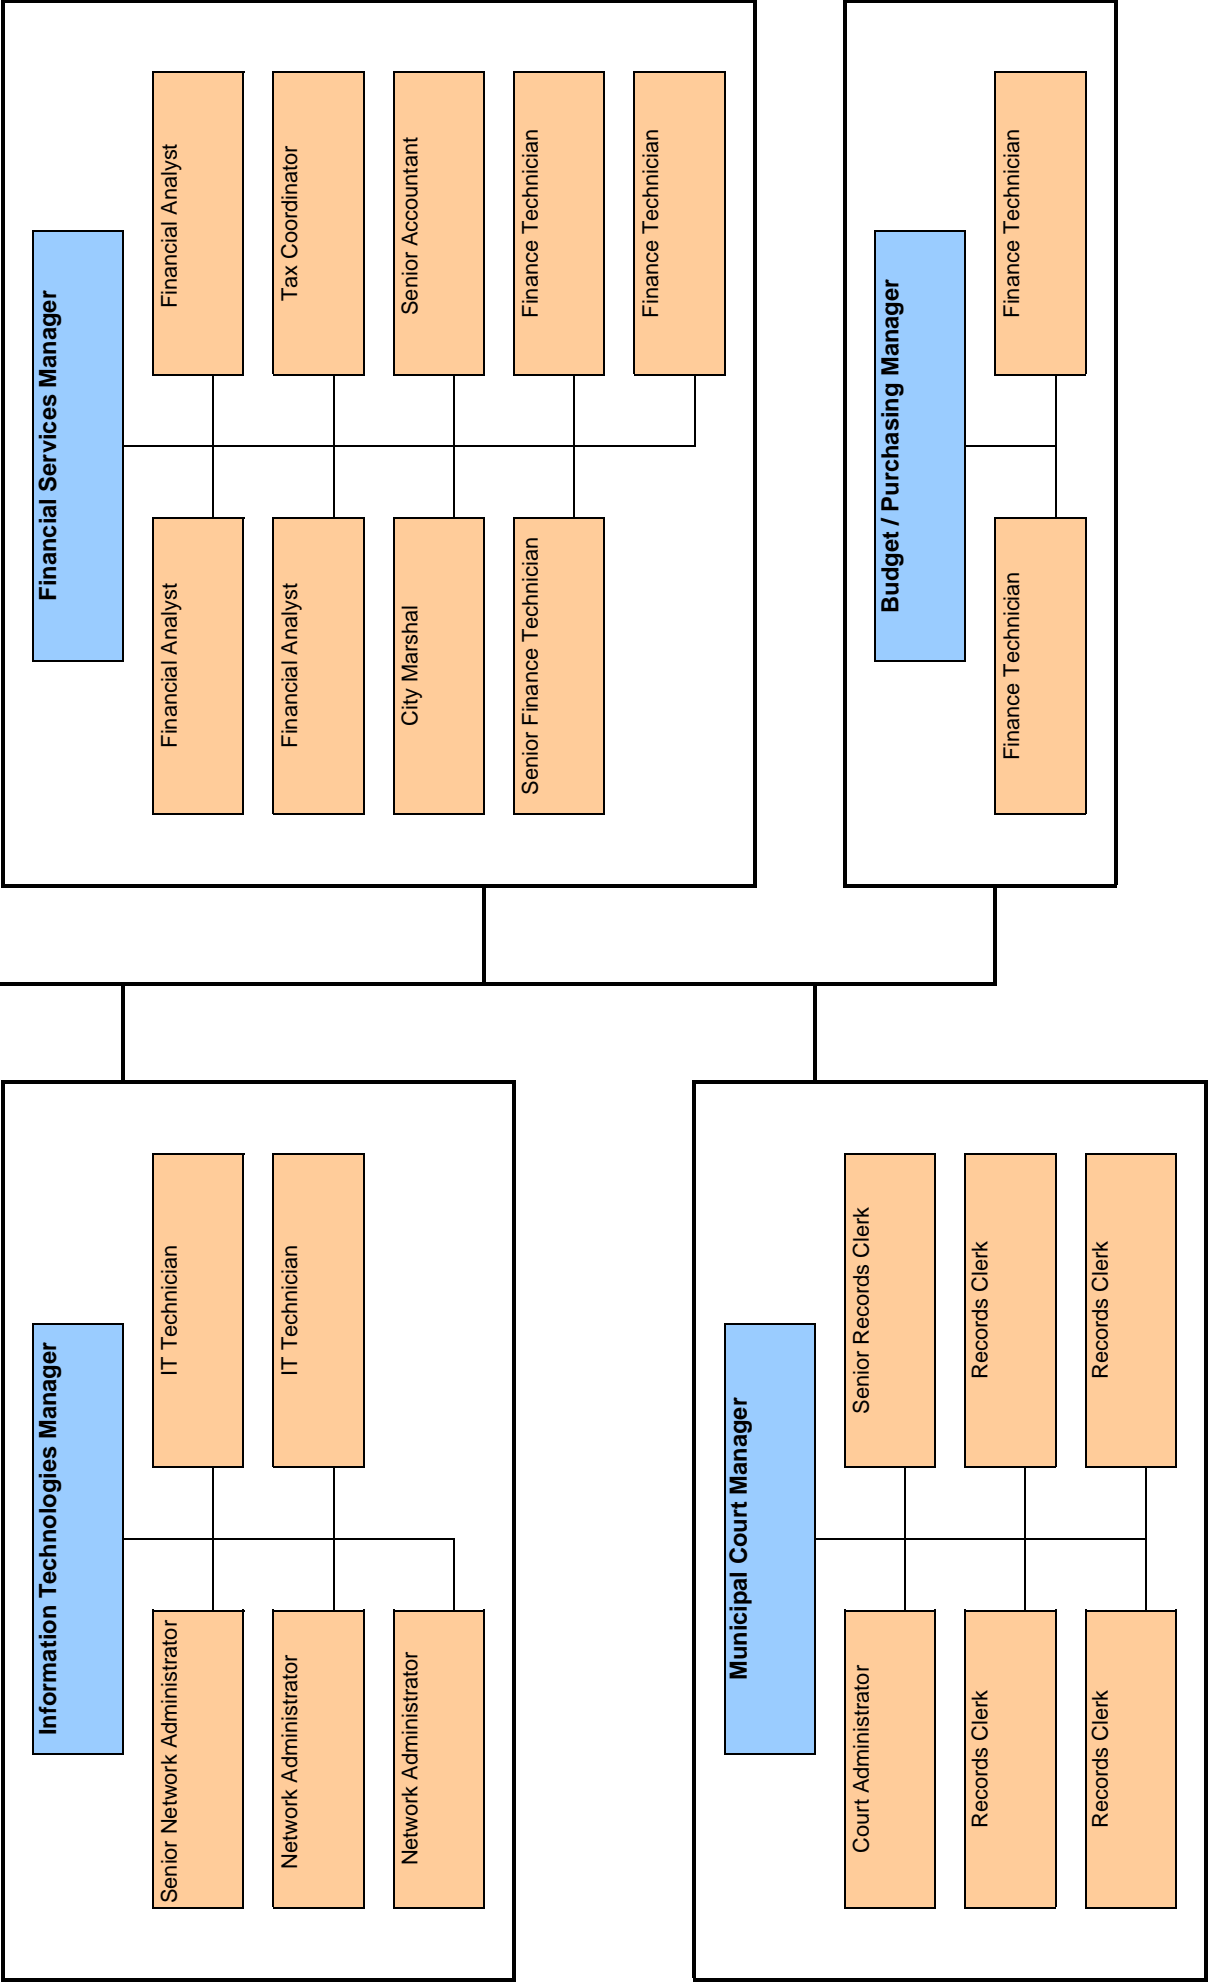 Information Technologies Manager
Senior Network Administrator
IT Technician
Network Administrator
IT Technician
Network Administrator
Financial Services Manager
Financial Analyst
Financial Analyst
Financial Analyst
Tax Coordinator
City Marshal
Senior Accountant
Senior Finance Technician
Finance Technician
Finance Technician
Municipal Court Manager
Court Administrator
Senior Records Clerk
Records Clerk
Records Clerk
Records Clerk
Records Clerk
Budget / Purchasing Manager
Finance Technician
Finance Technician